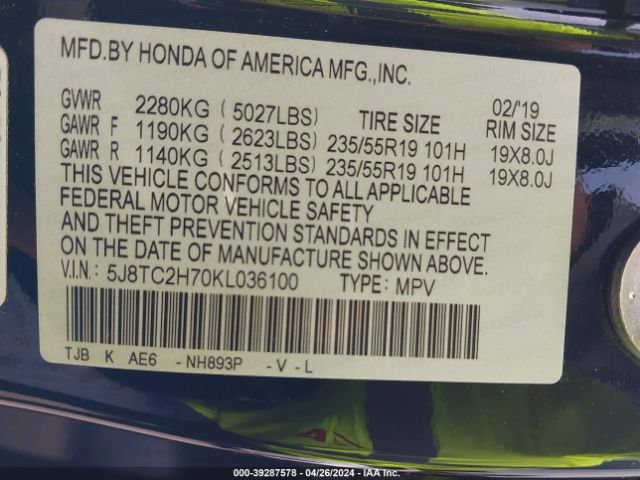 MFD.BY HONDA OF AMERICA MFG.,INC.
02/'19
GVWR 2280KG ( 5027LBS) TIRE SIZE RIM SIZE
GAWR F 1190KG ( 2623LBS) 235/55R19 101H 19X8.0J
GAWR R 1140KG ( 2513LBS) 235/55R19 101H 19X8.0J
THIS VEHICLE CONFORMS TO ALL APPLICABLE
FEDERAL MOTOR VEHICLE SAFETY
AND THEFT PREVENTION STANDARDS IN EFFECT
ON THE DATE OF MANUFACTURE SHOWN ABOVE.
V.I.N.: 5J8TC2H70KL036100 TYPE: MPV
TJB K AE6 -NH893P -V-L
000-39287578 - 04/26/2024 - IAA Inc.